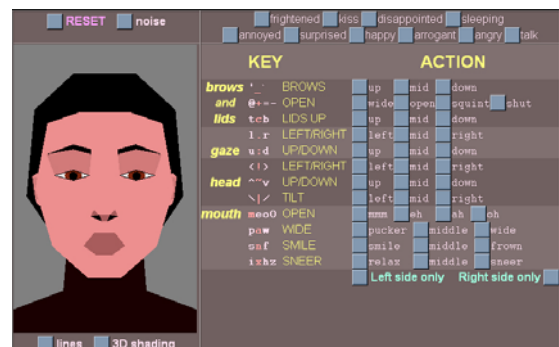 RESET noise
frightened kiss disappointed sleeping
annoyed surprised happy arrogant angry talk
KEY ACTION
brows '_` BROWS up mid down
and @+=- OPEN wide open squint shut
lids tcb LIDS UP up mid down
l.r LEFT/RIGHT left mid right
gaze u:d UP/DOWN up mid down
<!> LEFT/RIGHT left mid right
head ^~v UP/DOWN up mid down
\|/ TILT left mid right
mouth meoO OPEN mmm eh ah oh
paw WIDE pucker middle wide
snf SMILE smile middle frown
ixhz SNEER relax middle sneer
Left side only Right side only
lines 3D shading